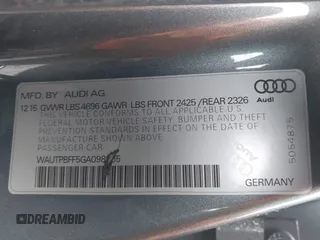 MFD. BY AUDI AG
12 15 GVWR LBS 4696 GAWR LBS FRONT 2425 /REAR 2326
THIS VEHICLE CONFORMS TO ALL APPLICABLE U.S.
FEDERAL MOTOR VEHICLE SAFETY, BUMPER AND THEFT
PREVENTION STANDARDS IN EFFECT ON THE DATE OF
MANUFACTURE SHOWN ABOVE
PASSENGER-CAR
Audi
GERMANY
DREAMBID